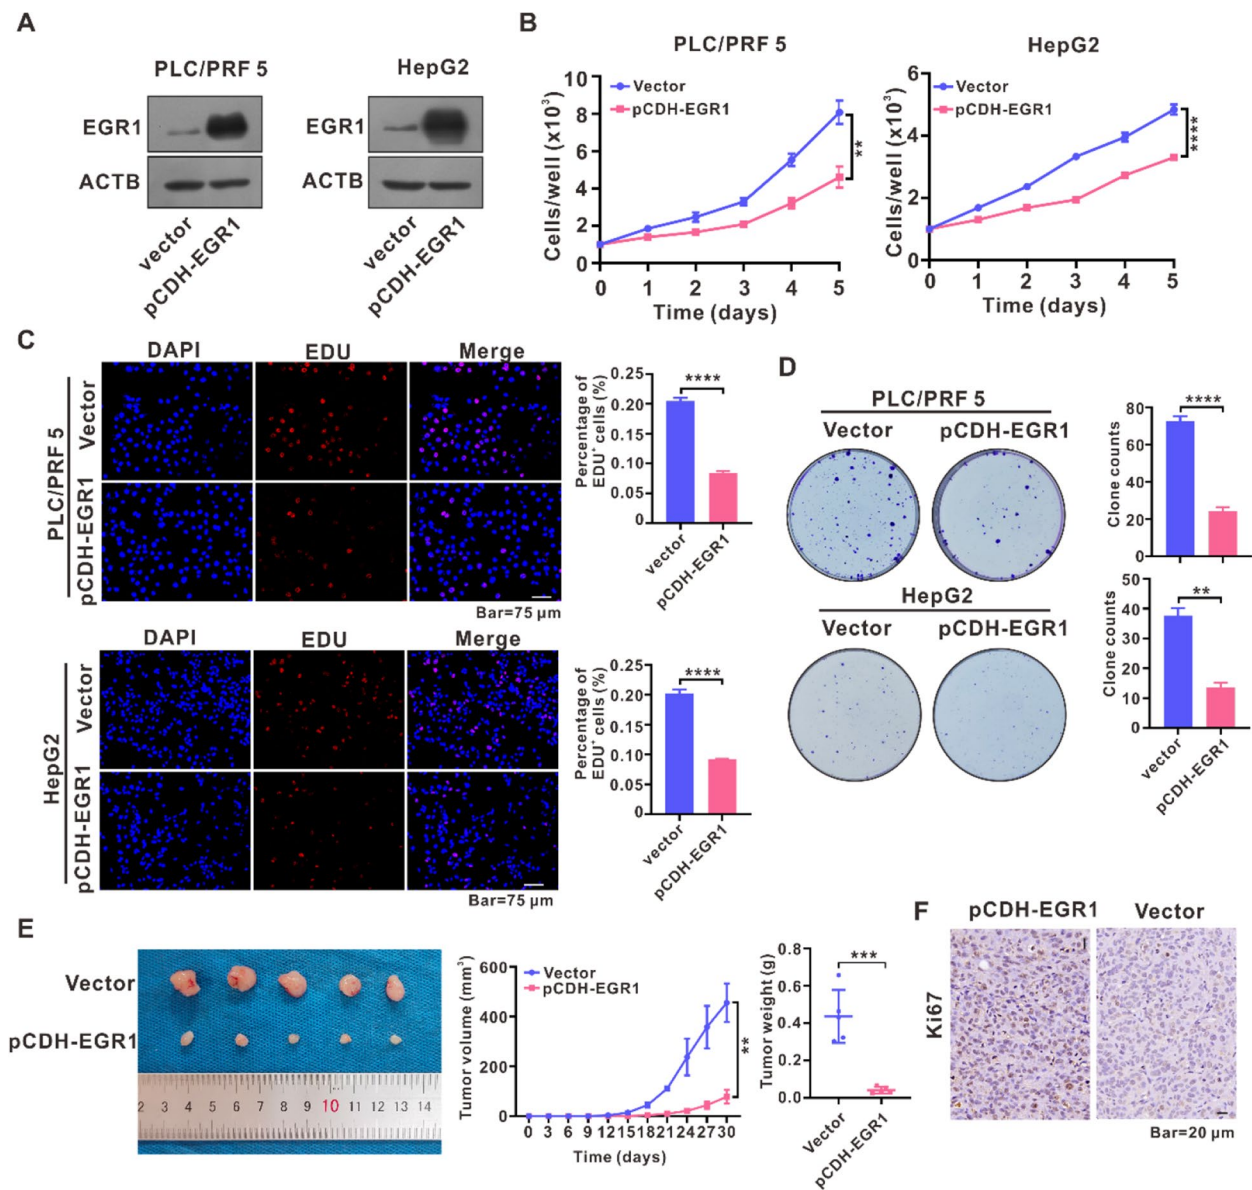 A
PLC/PRF 5
HepG2
EGR1
ACTB
vector
pCDH-EGR1
EGR1
ACTB
vector
pCDH-EGR1
B
PLC/PRF 5
Vector
pCDH-EGR1
Cells/well (x10³)
10
8
6
4
2
0
0 1 2 3 4 5
Time (days)
**
HepG2
Vector
pCDH-EGR1
Cells/well (x10³)
6
4
2
0
0 1 2 3 4 5
Time (days)
****
C
DAPI EDU Merge
PLC/PRF 5
Vector
pCDH-EGR1
Bar=75 μm
Percentage of
EDU⁺ cells (%)
0.25
0.20
0.15
0.10
0.05
0
****
vector
pCDH-EGR1
DAPI EDU Merge
HepG2
Vector
pCDH-EGR1
Bar=75 μm
Percentage of
EDU⁺ cells (%)
0.25
0.20
0.15
0.10
0.05
0
****
vector
pCDH-EGR1
D
PLC/PRF 5
Vector pCDH-EGR1
HepG2
Vector pCDH-EGR1
Clone counts
80
60
40
20
0
****
Clone counts
50
40
30
20
10
0
**
vector
pCDH-EGR1
E
Vector
pCDH-EGR1
2 3 4 5 6 7 8 9 10 11 12 13 14
Tumor volume (mm³)
600
400
200
0
Vector
pCDH-EGR1
**
0 3 6 9 12 15 18 21 24 27 30
Time (days)
Tumor weight (g)
0.8
0.6
0.4
0.2
0.0
***
Vector
pCDH-EGR1
F
pCDH-EGR1 Vector
Ki67
Bar=20 μm